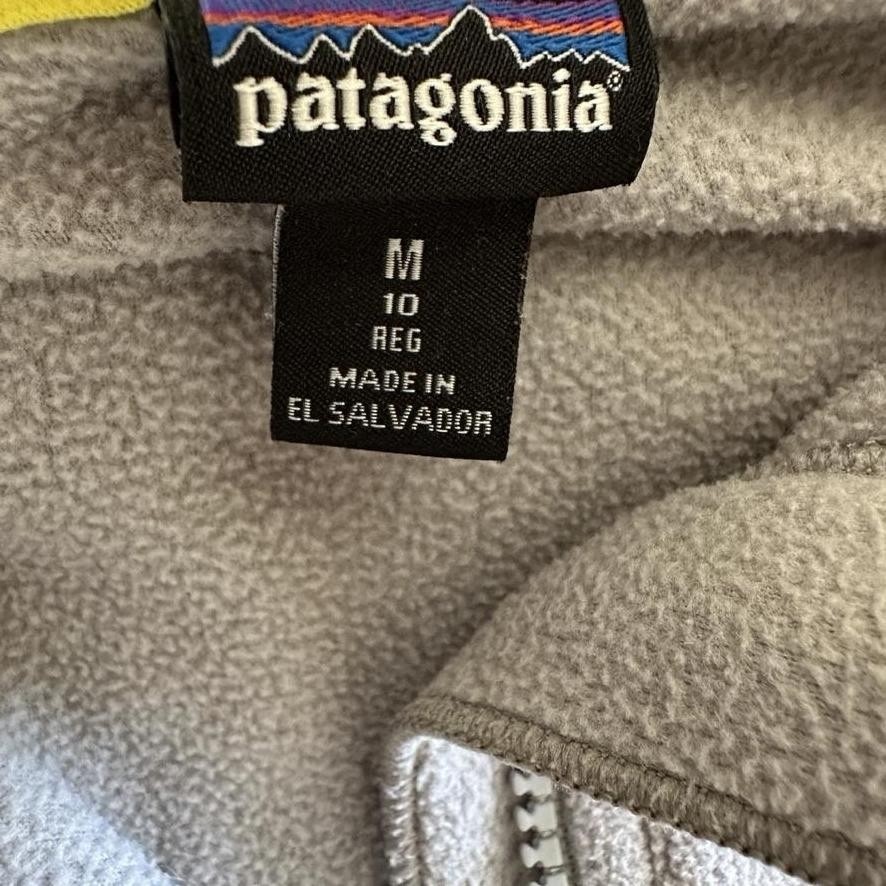 patagonia®
M
10
REG
MADE IN
EL SALVADOR